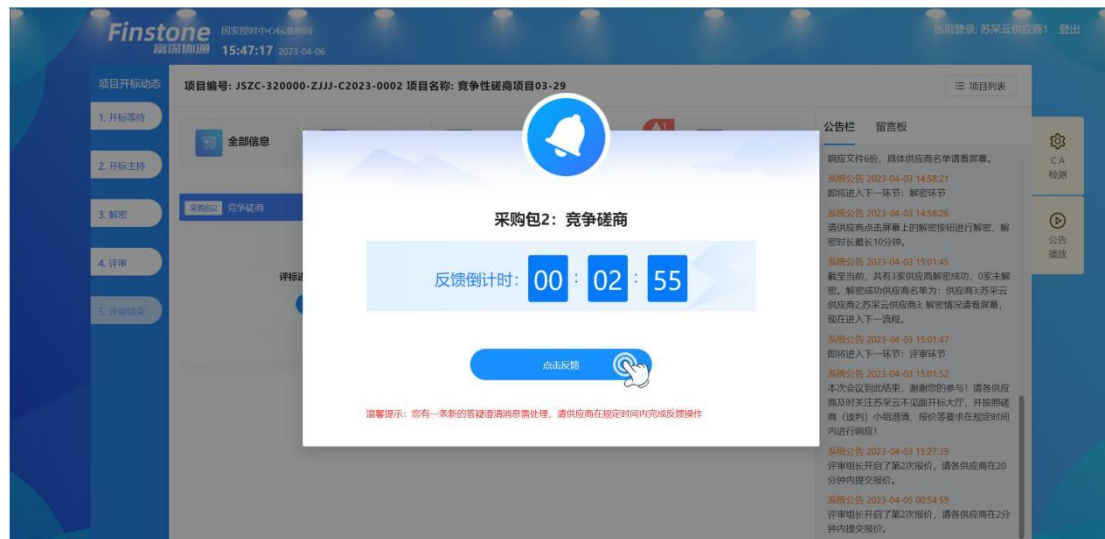 Finstone
富深协通
国家授时中心标准时间
15:47:17 2023-04-06
当前登录: 苏采云供应商1 登出
项目开标动态
项目编号: JSZC-320000-ZJJJ-C2023-0002 项目名称: 竞争性磋商项目03-29
项目列表
1. 开标等待
2. 开标主持
3. 解密
4. 评审
5. 评审结束
全部信息
1
采购包2 竞争磋商
采购包2：竞争磋商
反馈倒计时： 00 : 02 : 55
点击反馈
温馨提示：您有一条新的答疑澄清消息需处理，请供应商在规定时间内完成反馈操作
公告栏 留言板
响应文件6份，具体供应商名单请看屏幕。
系统公告 2023-04-03 14:58:21
即将进入下一环节：解密环节
系统公告 2023-04-03 14:58:26
请供应商点击屏幕上的解密按钮进行解密，解
密时长最长10分钟。
系统公告 2023-04-03 15:01:45
截至当前，共有3家供应商解密成功，0家未解
密。解密成功供应商名单为：供应商3;苏采云
供应商2;苏采云供应商3; 解密情况请看屏幕，
现在进入下一流程。
系统公告 2023-04-03 15:01:47
即将进入下一环节：评审环节
系统公告 2023-04-03 15:01:52
本次会议到此结束，谢谢您的参与！请各供应
商及时关注苏采云不见面开标大厅，并按照磋
商（谈判）小组澄清、报价等要求在规定时间
内进行响应！
系统公告 2023-04-03 15:27:39
评审组长开启了第2次报价，请各供应商在20
分钟内提交报价。
系统公告 2023-04-05 00:54:59
评审组长开启了第2次报价，请各供应商在2分
钟内提交报价。
CA
检测
公告
播放